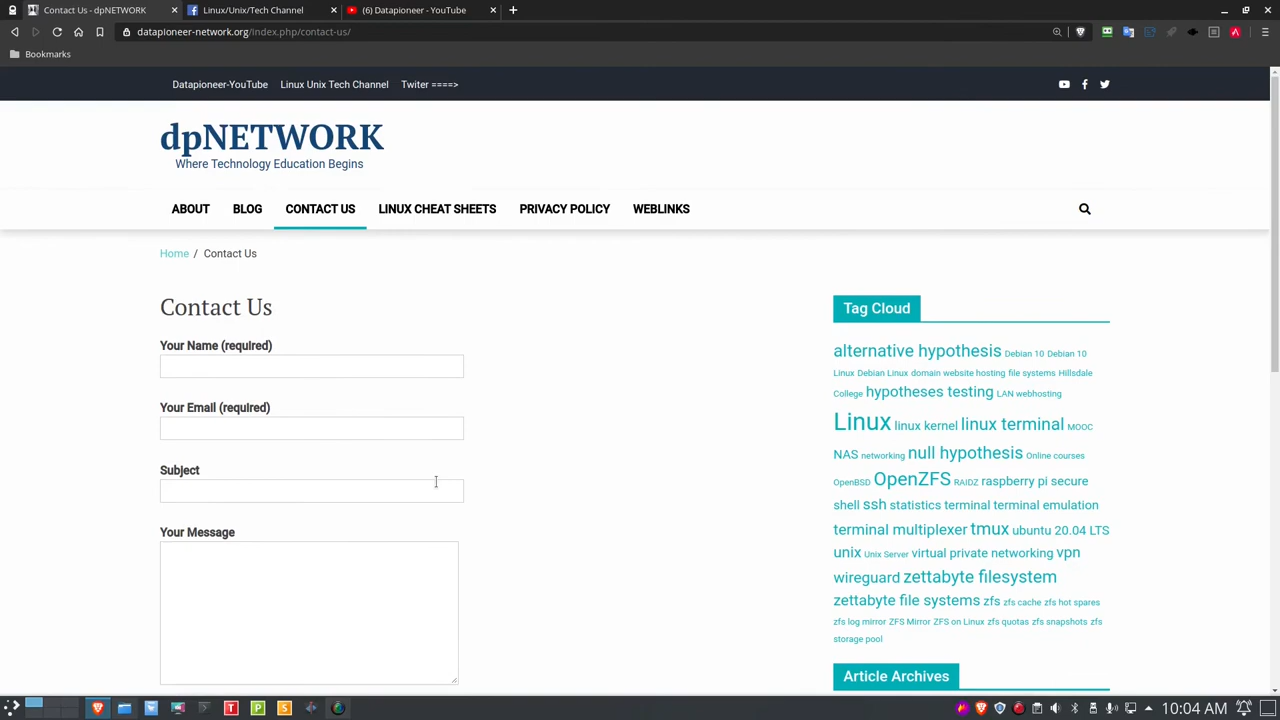 Contact Us - dpNETWORK
Linux/Unix Tech Channel
(6) Datapioneer - YouTube
datapioneer-network.org/index.php/contact-us/
Bookmarks
Datapioneer-YouTube Linux Unix Tech Channel Twiter ====>
dpNETWORK
Where Technology Education Begins
ABOUT BLOG CONTACT US LINUX CHEAT SHEETS PRIVACY POLICY WEBLINKS
Home / Contact Us
Contact Us
Your Name (required)
Your Email (required)
Subject
Your Message
Tag Cloud
alternative hypothesis Debian 10 Debian 10
Linux Debian Linux domain website hosting file systems Hillsdale
College hypotheses testing LAN webhosting
Linux linux kernel linux terminal MOOC
NAS networking null hypothesis Online courses
OpenBSD OpenZFS RAIDZ raspberry pi secure
shell ssh statistics terminal terminal emulation
terminal multiplexer tmux ubuntu 20.04 LTS
unix Unix Server virtual private networking vpn
wireguard zettabyte filesystem
zettabyte file systems zfs zfs cache zfs hot spares
zfs log mirror ZFS Mirror ZFS on Linux zfs quotas zfs snapshots zfs
storage pool
Article Archives
10:04 AM